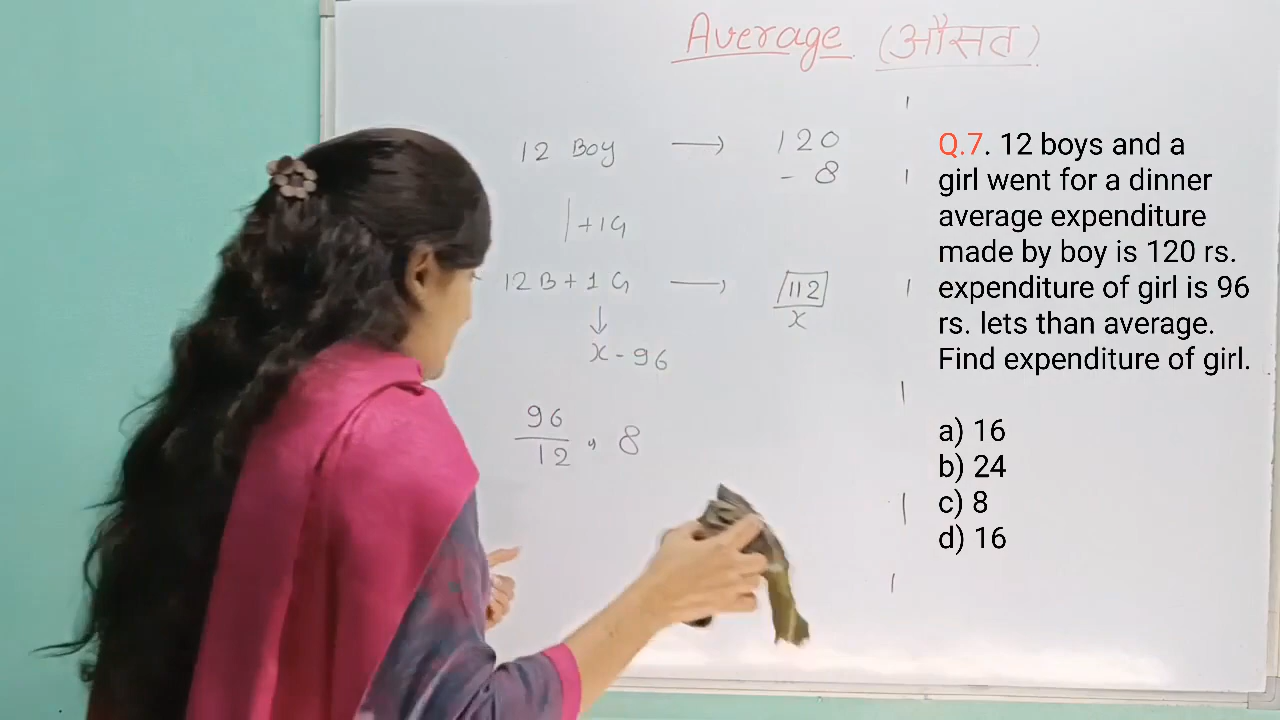 Average (औसत)
12 Boy → 120
- 8
|+1G
12B + 1G → 112
x
↓
x - 96
96
12 " 8
Q.7. 12 boys and a
girl went for a dinner
average expenditure
made by boy is 120 rs.
expenditure of girl is 96
rs. lets than average.
Find expenditure of girl.
a) 16
b) 24
c) 8
d) 16